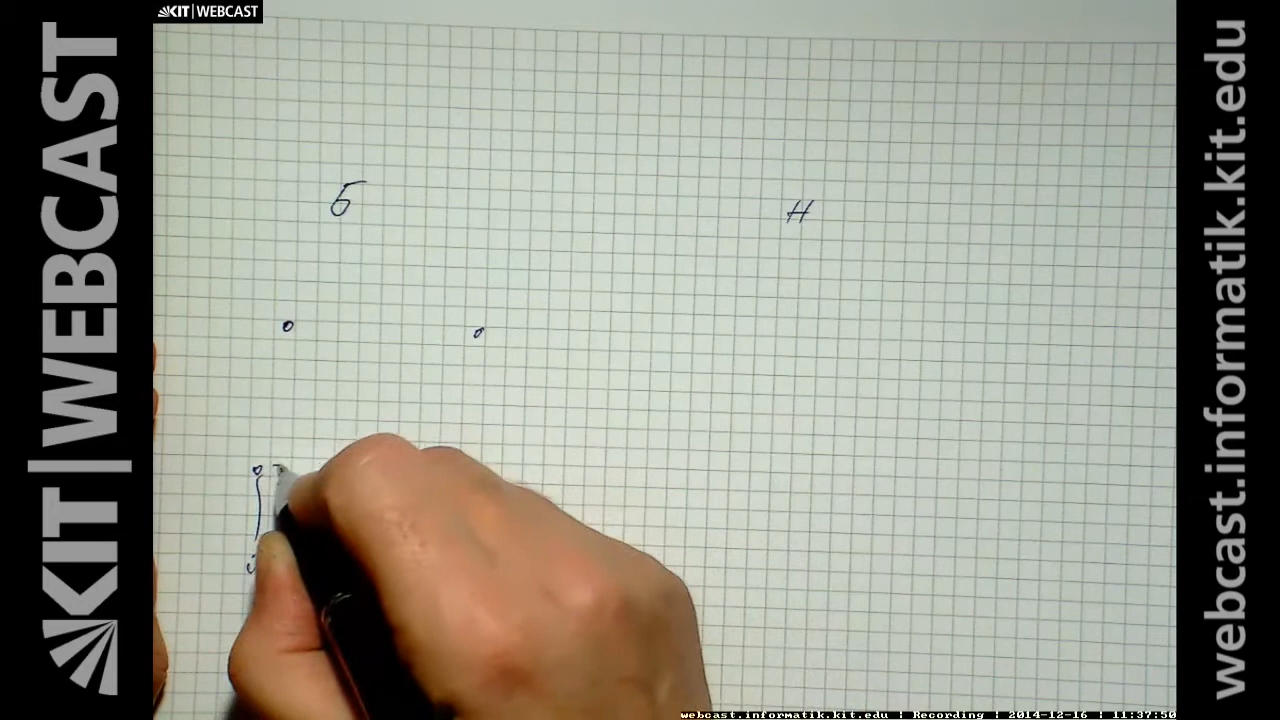 KIT | WEBCAST
KIT | WEBCAST
webcast.informatik.kit.edu
G H
webcast.informatik.kit.edu | Recording | 2014-12-16 | 11:37:50